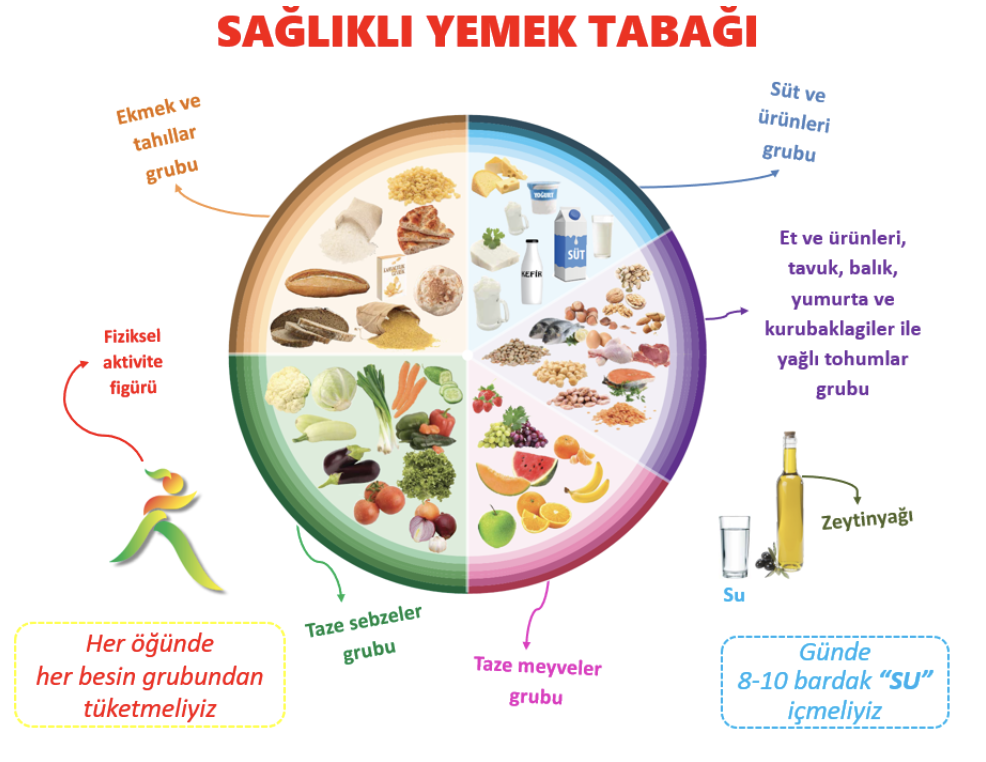 SAĞLIKLI YEMEK TABAĞI
Ekmek ve
tahıllar
grubu
Süt ve
ürünleri
grubu
YOĞURT
SÜT
KEFİR
Et ve ürünleri,
tavuk, balık,
yumurta ve
kurubaklagiler ile
yağlı tohumlar
grubu
Fiziksel
aktivite
figürü
Zeytinyağı
Su
Taze sebzeler
grubu
Taze meyveler
grubu
Her öğünde
her besin grubundan
tüketmeliyiz
Günde
8-10 bardak “SU”
içmeliyiz